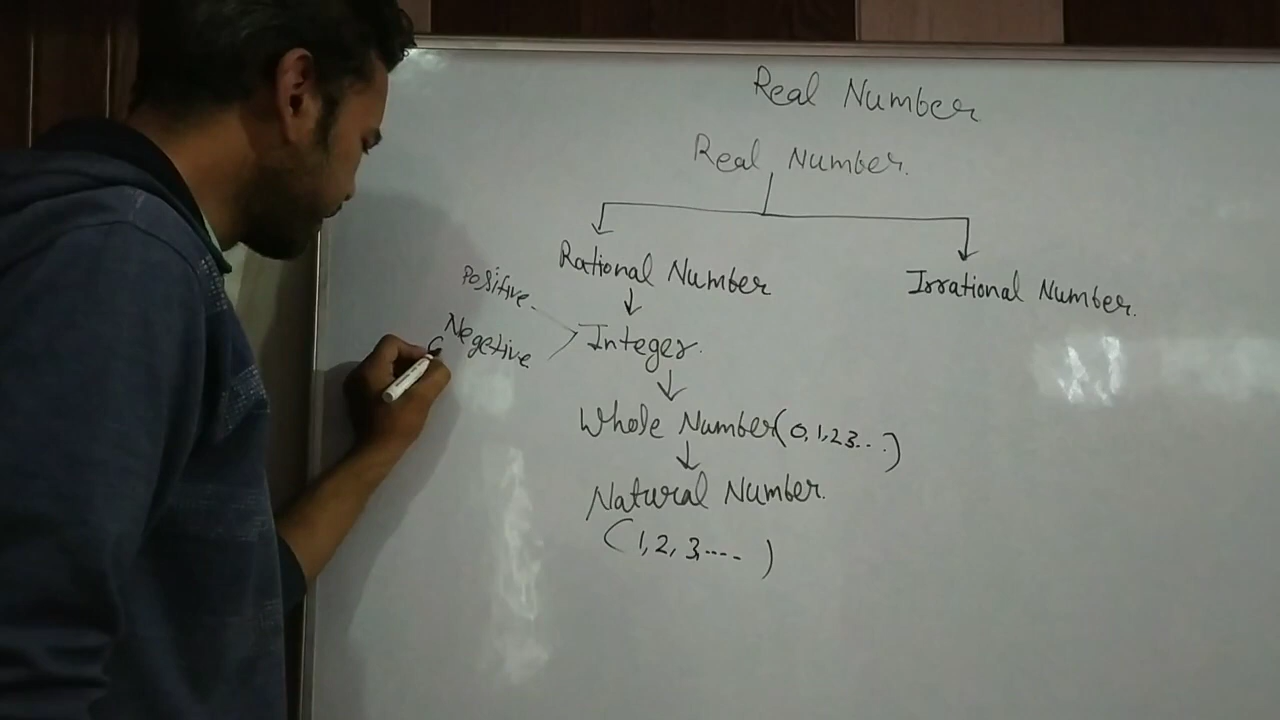 Real Number
Real Number.
Rational Number
Irrational Number.
Positive
Negetive
Integer.
Whole Number(0,1,2 3...)
Natural Number.
(1,2,3.....)